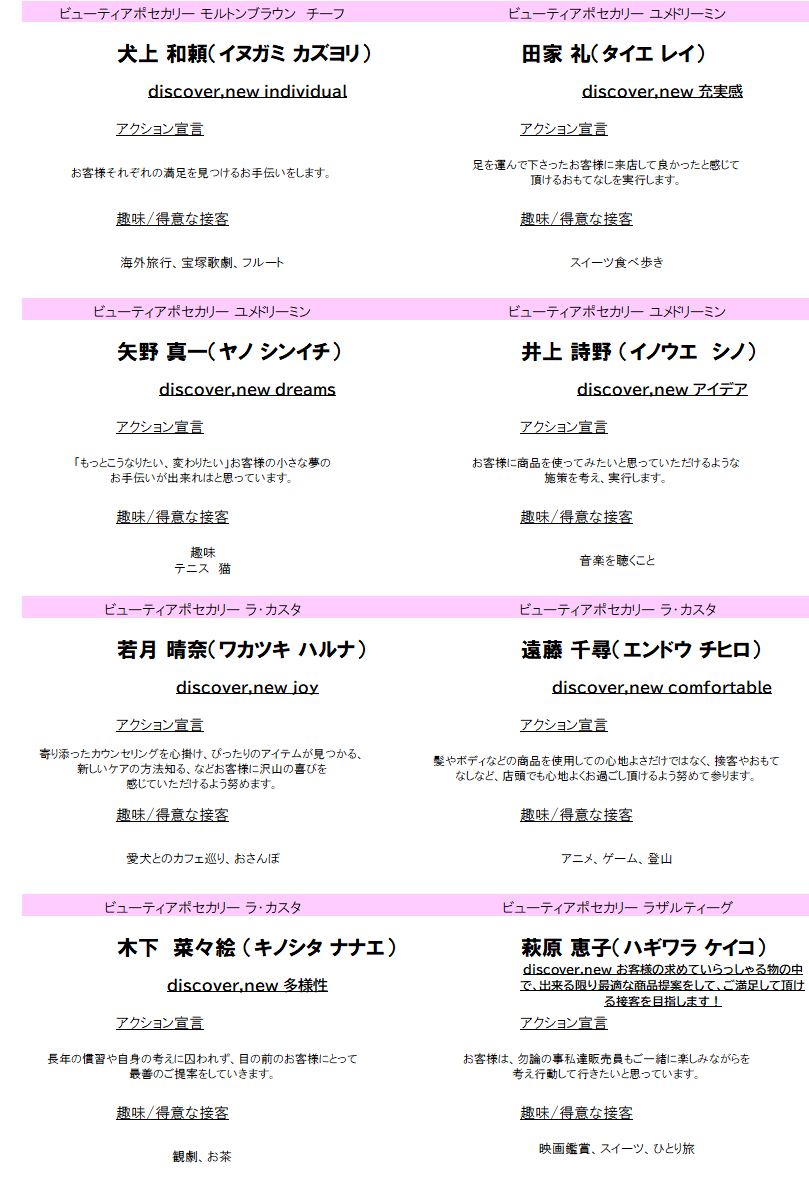 ビューティアポセカリー モルトンブラウン　チーフ
犬上 和頼(イヌガミ カズヨリ)
discover,new individual
アクション宣言
お客様それぞれの満足を見つけるお手伝いをします。
趣味/得意な接客
海外旅行、宝塚歌劇、フルート
ビューティアポセカリー ユメドリーミン
田家 礼(タイエ レイ)
discover,new 充実感
アクション宣言
足を運んで下さったお客様に来店して良かったと感じて
頂けるおもてなしを実行します。
趣味/得意な接客
スイーツ食べ歩き
ビューティアポセカリー ユメドリーミン
矢野 真一(ヤノ シンイチ)
discover,new dreams
アクション宣言
「もっとこうなりたい、変わりたい」お客様の小さな夢の
お手伝いが出来れはと思っています。
趣味/得意な接客
趣味
テニス　猫
ビューティアポセカリー ユメドリーミン
井上 詩野 (イノウエ　シノ)
discover,new アイデア
アクション宣言
お客様に商品を使ってみたいと思っていただけるような
施策を考え、実行します。
趣味/得意な接客
音楽を聴くこと
ビューティアポセカリー ラ・カスタ
若月 晴奈(ワカツキ ハルナ)
discover,new joy
アクション宣言
寄り添ったカウンセリングを心掛け、ぴったりのアイテムが見つかる、
新しいケアの方法知る、などお客様に沢山の喜びを
感じていただけるよう努めます。
趣味/得意な接客
愛犬とのカフェ巡り、おさんぽ
ビューティアポセカリー ラ・カスタ
遠藤 千尋(エンドウ チヒロ)
discover,new comfortable
アクション宣言
髪やボディなどの商品を使用しての心地よさだけではなく、接客やおもて
なしなど、店頭でも心地よくお過ごし頂けるよう努めて参ります。
趣味/得意な接客
アニメ、ゲーム、登山
ビューティアポセカリー ラ・カスタ
木下　菜々絵 (キノシタ ナナエ)
discover,new 多様性
アクション宣言
長年の慣習や自身の考えに囚われず、目の前のお客様にとって
最善のご提案をしていきます。
趣味/得意な接客
観劇、お茶
ビューティアポセカリー ラザルティーグ
萩原 恵子(ハギワラ ケイコ)
discover,new お客様の求めていらっしゃる物の中
で、出来る限り最適な商品提案をして、ご満足して頂け
る接客を目指します！
アクション宣言
お客様は、勿論の事私達販売員もご一緒に楽しみながらを
考え行動して行きたいと思っています。
趣味/得意な接客
映画鑑賞、スイーツ、ひとり旅